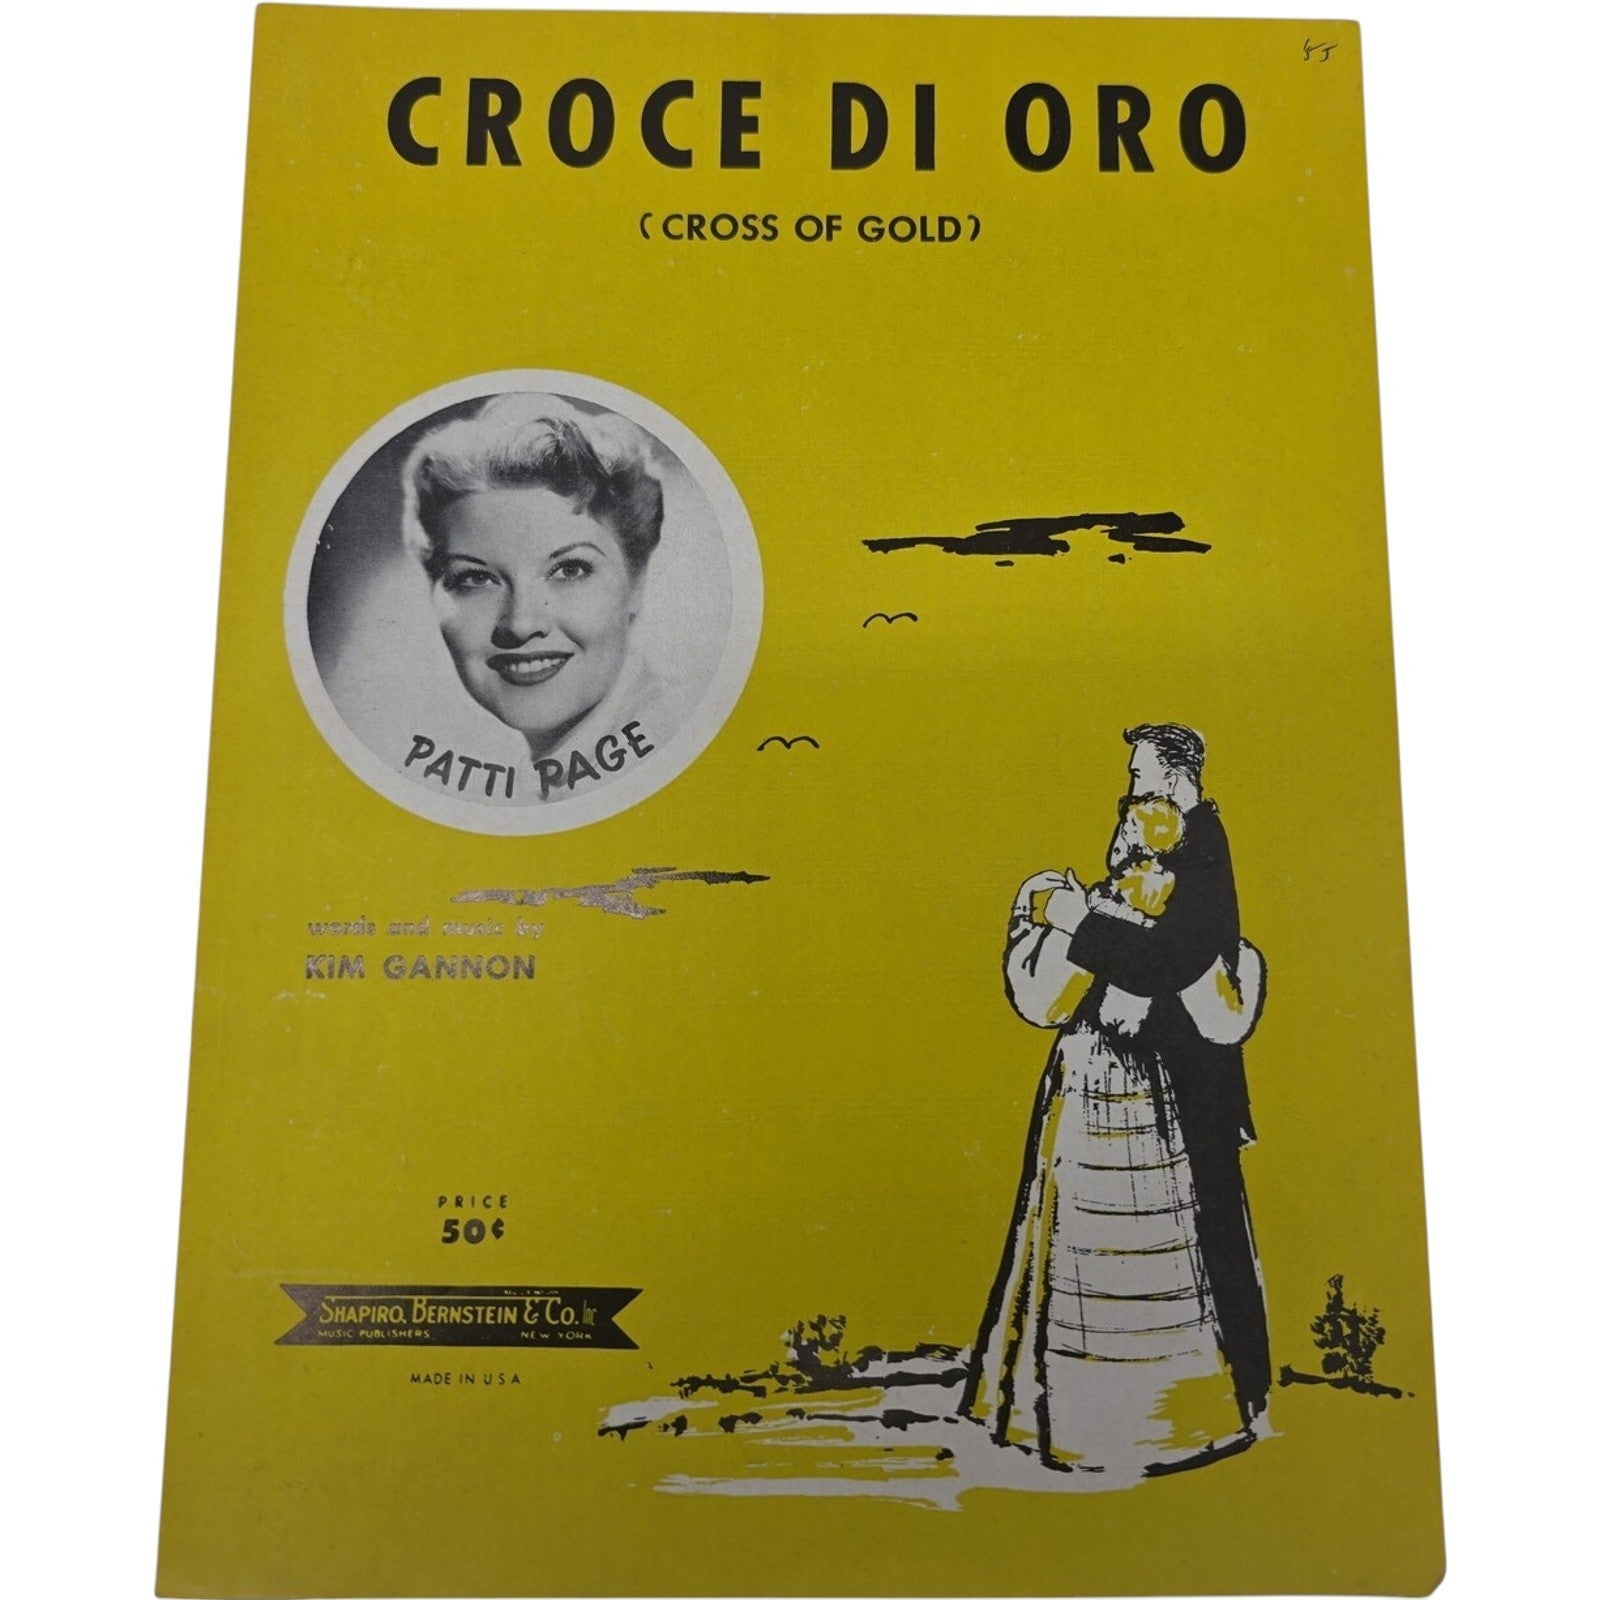 CROCE DI ORO
(CROSS OF GOLD)
PATTI PAGE
words and music by
KIM GANNON
PRICE
50¢
SHAPIRO, BERNSTEIN & CO. Inc
MUSIC PUBLISHERS NEW YORK
MADE IN U S A